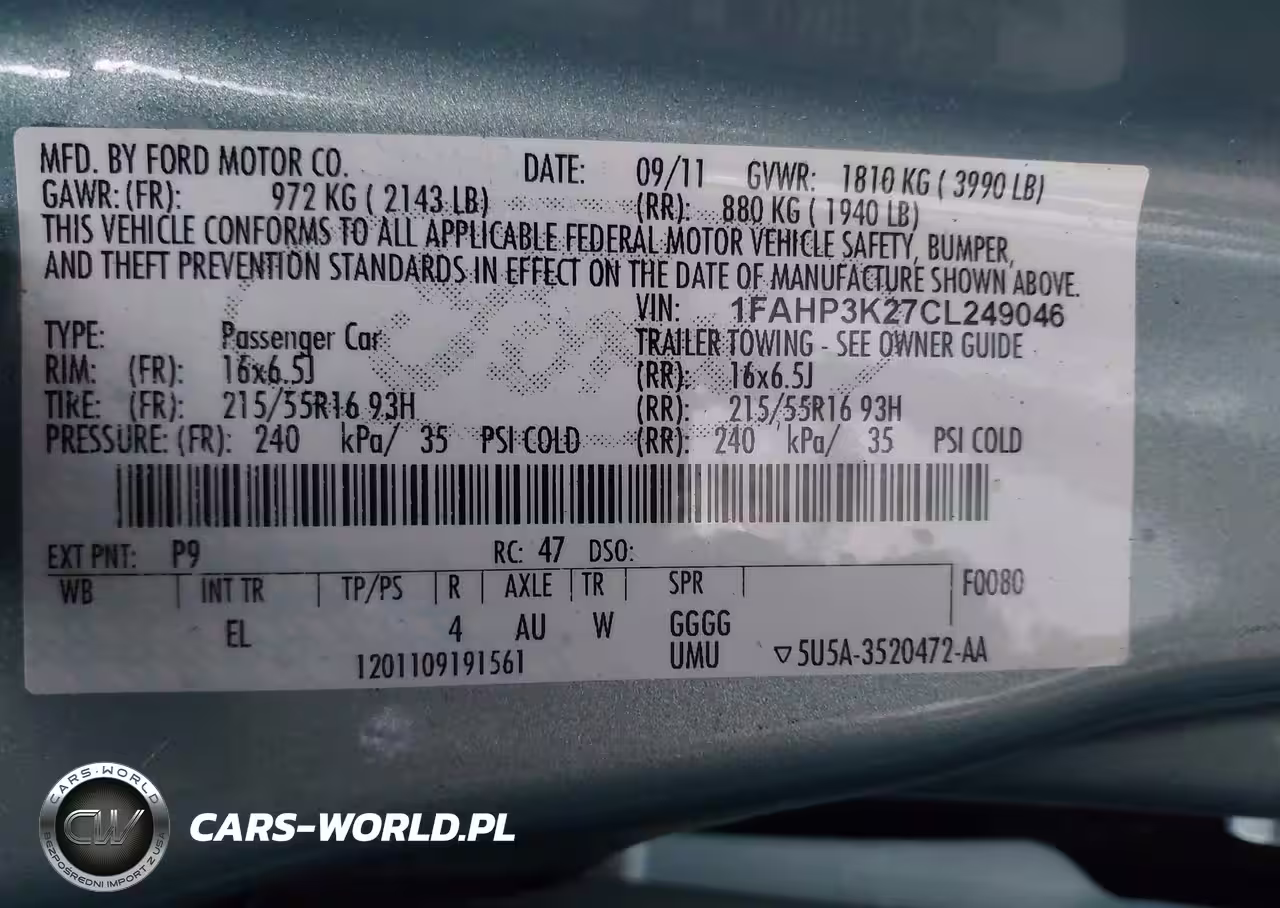 MFD. BY FORD MOTOR CO. DATE: 09/11 GVWR: 1810 KG ( 3990 LB)
GAWR: (FR): 972 KG ( 2143 LB) (RR): 880 KG ( 1940 LB)
THIS VEHICLE CONFORMS TO ALL APPLICABLE FEDERAL MOTOR VEHICLE SAFETY, BUMPER,
AND THEFT PREVENTION STANDARDS IN EFFECT ON THE DATE OF MANUFACTURE SHOWN ABOVE.
VIN: 1FAHP3K27CL249046
TYPE: Passenger Car TRAILER TOWING - SEE OWNER GUIDE
RIM: (FR): 16x6.5J (RR): 16x6.5J
TIRE: (FR): 215/55R16 93H (RR): 215/55R16 93H
PRESSURE: (FR): 240 kPa/ 35 PSI COLD (RR): 240 kPa/ 35 PSI COLD
EXT PNT: P9 RC: 47 DSO:
WB INT TR TP/PS R AXLE TR SPR F0080
EL 4 AU W GGGG
1201109191561 UMU ▽5U5A-3520472-AA
CARS-WORLD
CW
BEZPOŚREDNI IMPORT Z USA
CARS-WORLD.PL